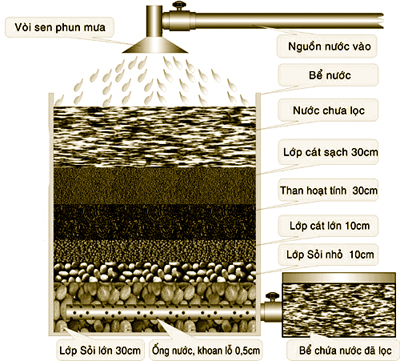 Vòi sen phun mưa
Nguồn nước vào
Bể nước
Nước chưa lọc
Lớp cát sạch 30cm
Than hoạt tính 30cm
Lớp cát lớn 10cm
Lớp Sỏi nhỏ 10cm
Lớp Sỏi lớn 30cm
Ống nước, khoan lỗ 0,5cm
Bể chứa nước đã lọc